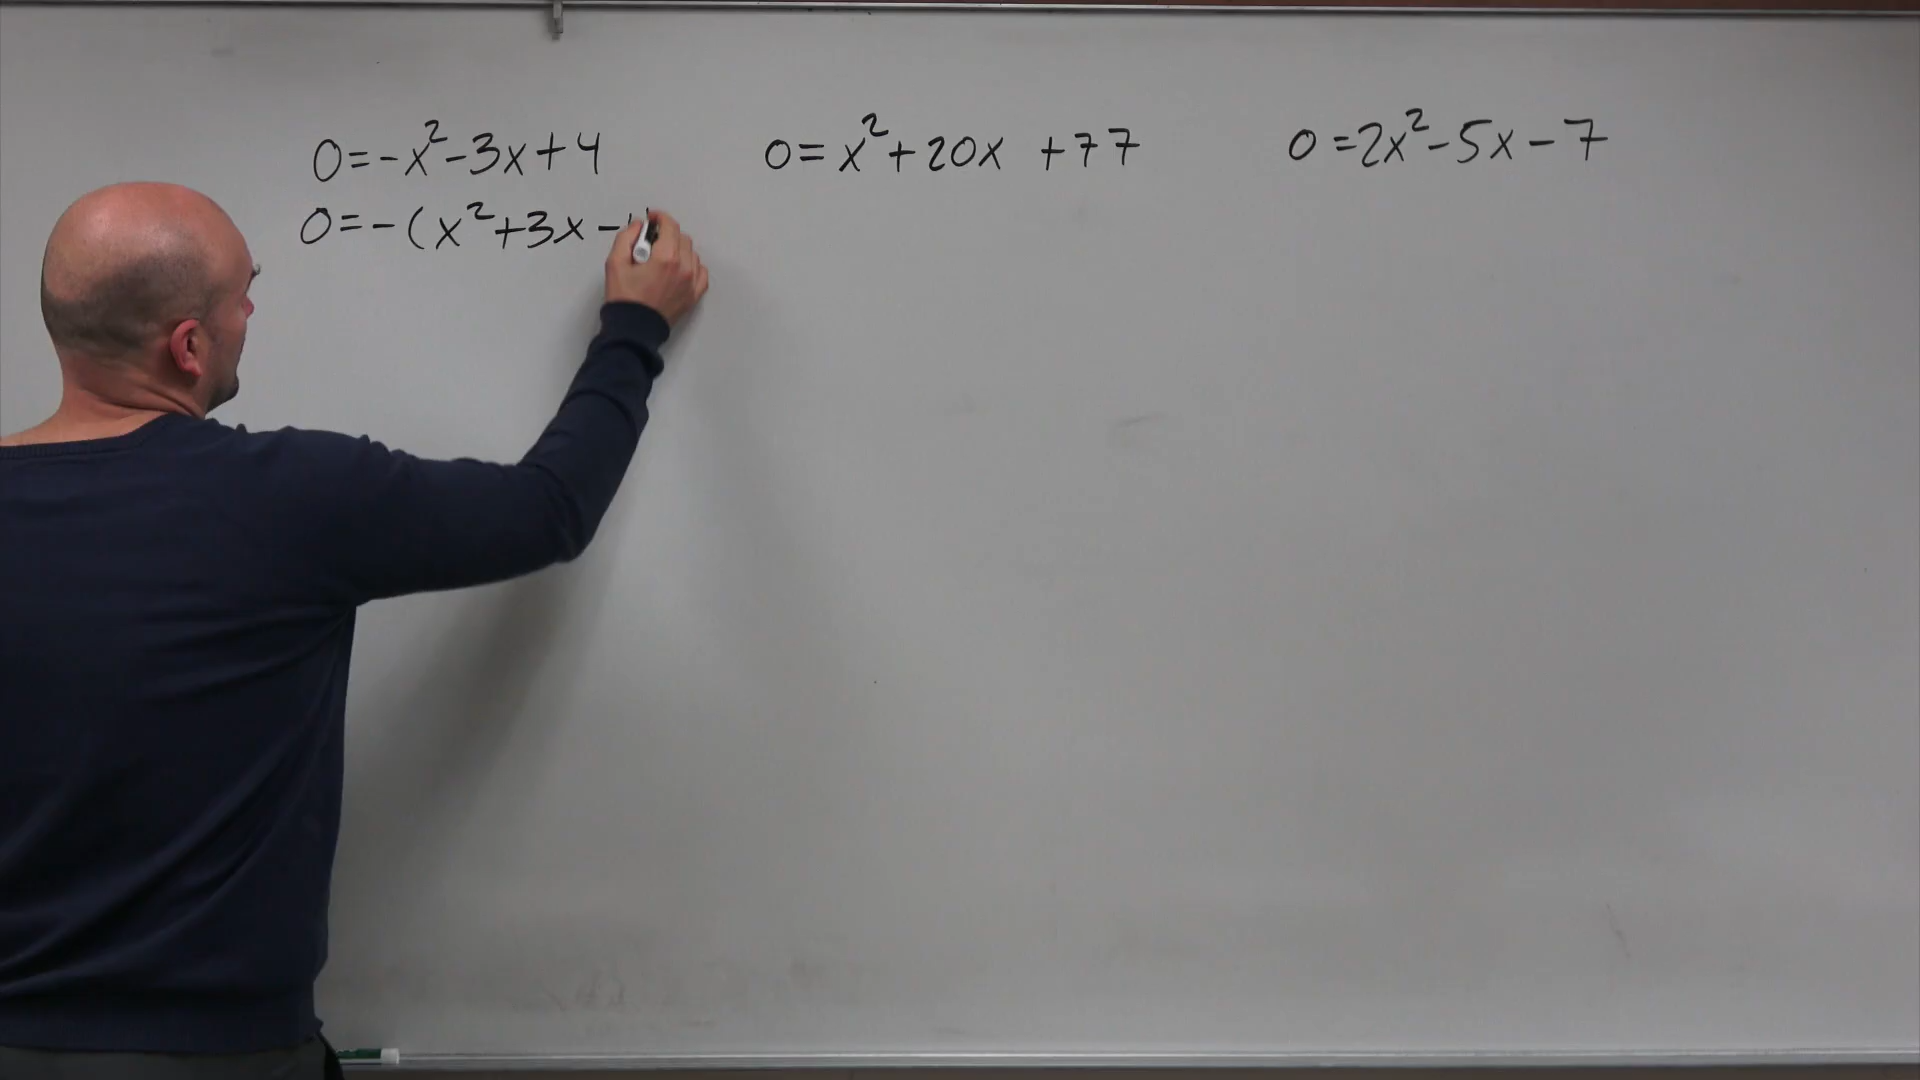 0=-x²-3x+4
0=-(x²+3x-
0=x²+20x +77
0=2x²-5x-7